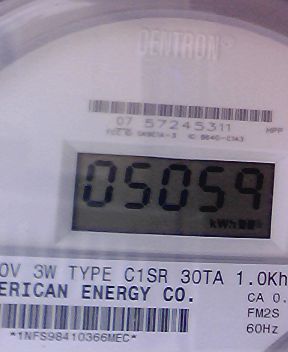 CENTRON
07 57245311
05059
kWh
0V 3W TYPE C1SR 30TA 1.0Kh
ERICAN ENERGY CO.
CA 0.
FM2S
60Hz
*1NFS98410366MEC*